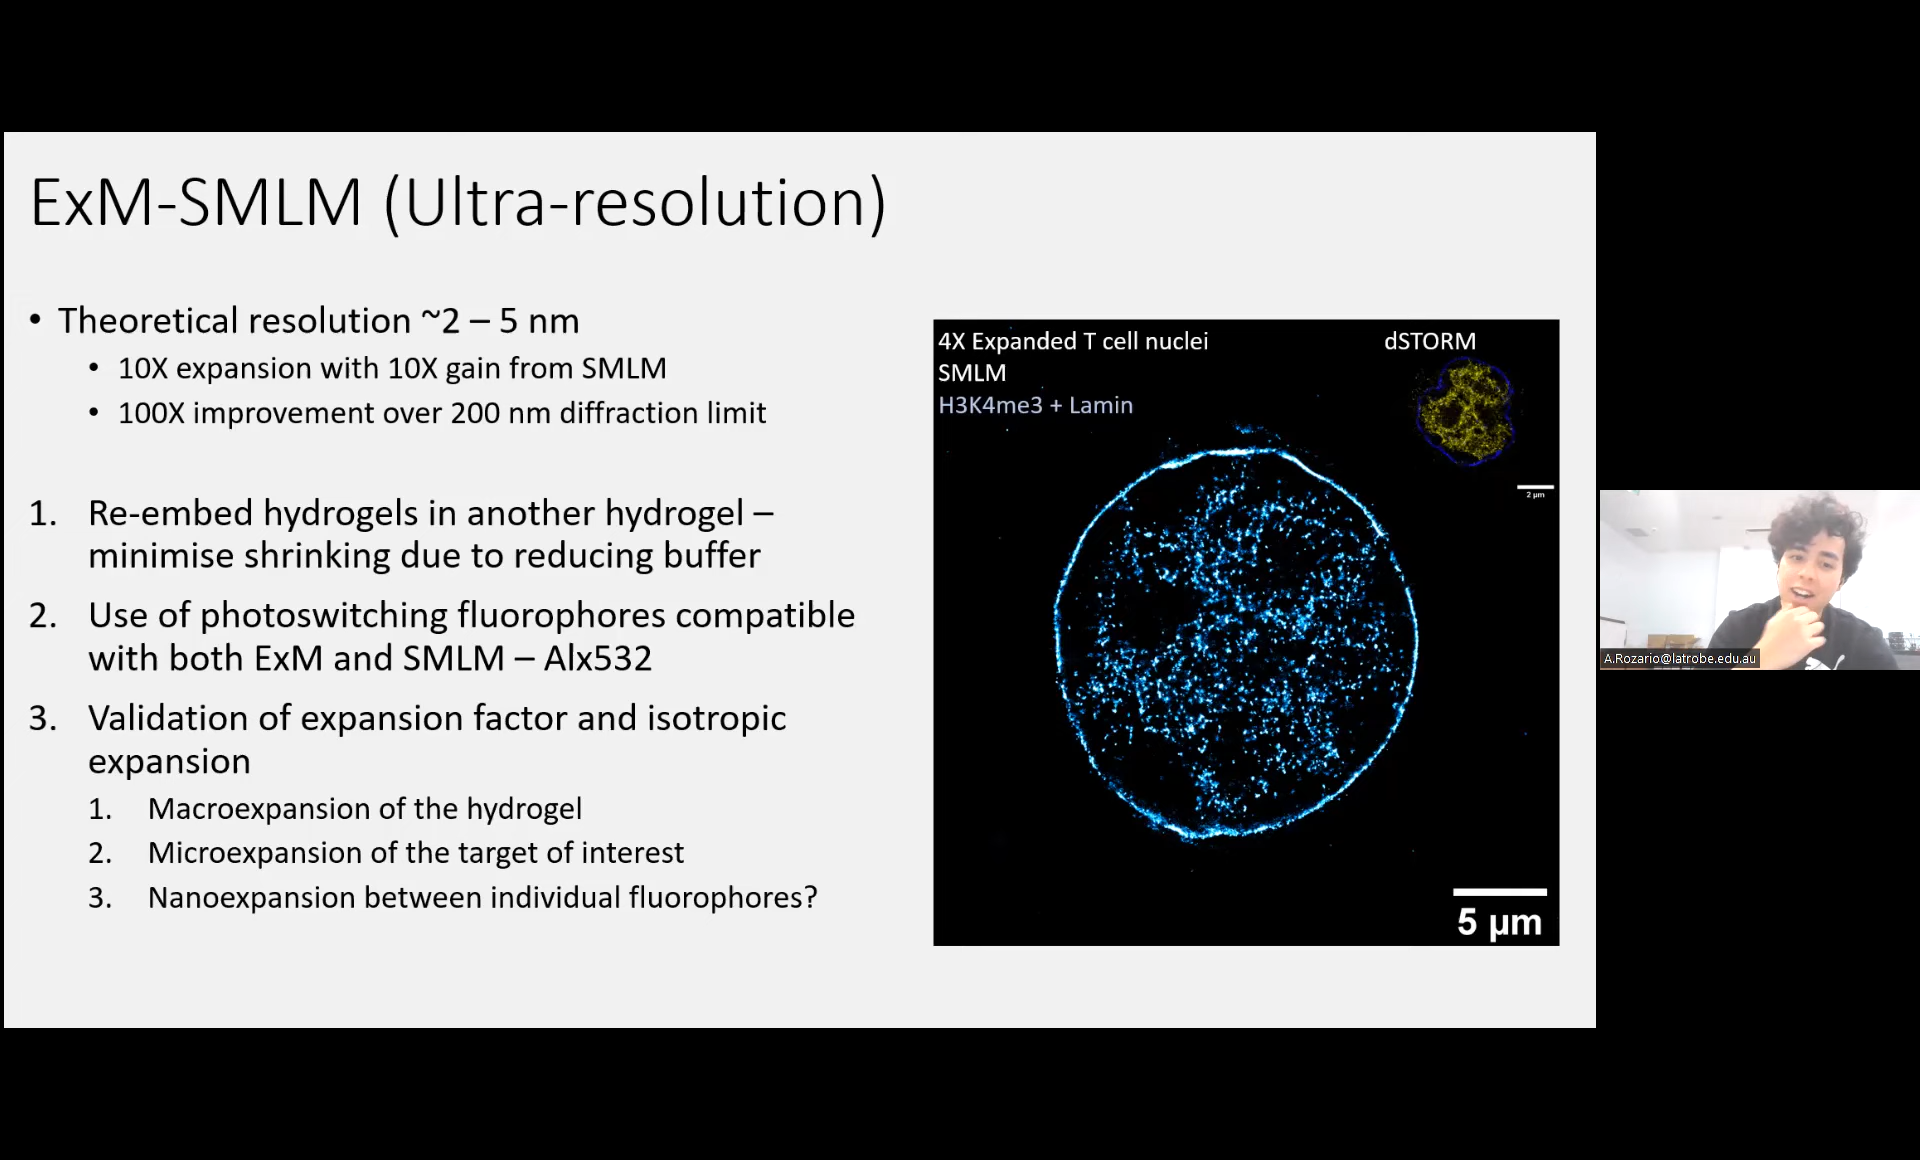 ExM-SMLM (Ultra-resolution)
• Theoretical resolution ~2 – 5 nm
• 10X expansion with 10X gain from SMLM
• 100X improvement over 200 nm diffraction limit
1. Re-embed hydrogels in another hydrogel –
minimise shrinking due to reducing buffer
2. Use of photoswitching fluorophores compatible
with both ExM and SMLM – Alx532
3. Validation of expansion factor and isotropic
expansion
1. Macroexpansion of the hydrogel
2. Microexpansion of the target of interest
3. Nanoexpansion between individual fluorophores?
4X Expanded T cell nuclei
SMLM
H3K4me3 + Lamin
dSTORM
2 µm
5 µm
A.Rozario@latrobe.edu.au